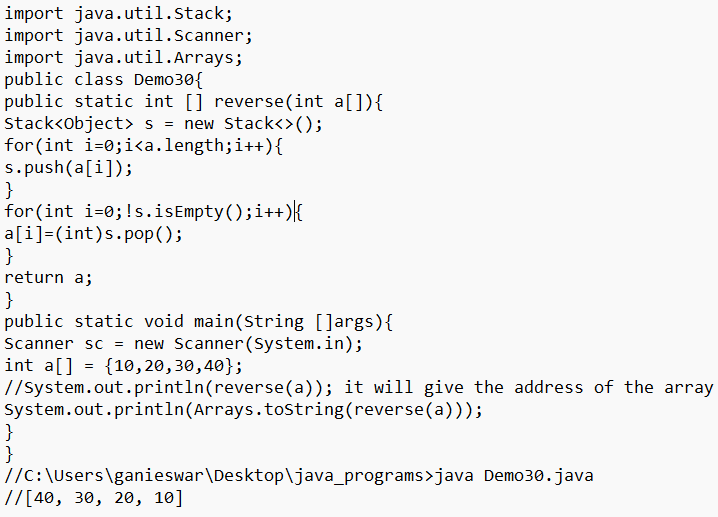 import java.util.Stack;
import java.util.Scanner;
import java.util.Arrays;
public class Demo30{
public static int [] reverse(int a[]){
Stack<Object> s = new Stack<>();
for(int i=0;i<a.length;i++){
s.push(a[i]);
}
for(int i=0;!s.isEmpty();i++){
a[i]=(int)s.pop();
}
return a;
}
public static void main(String []args){
Scanner sc = new Scanner(System.in);
int a[] = {10,20,30,40};
//System.out.println(reverse(a)); it will give the address of the array
System.out.println(Arrays.toString(reverse(a)));
}
}
//C:\Users\ganieswar\Desktop\java_programs>java Demo30.java
//[40, 30, 20, 10]